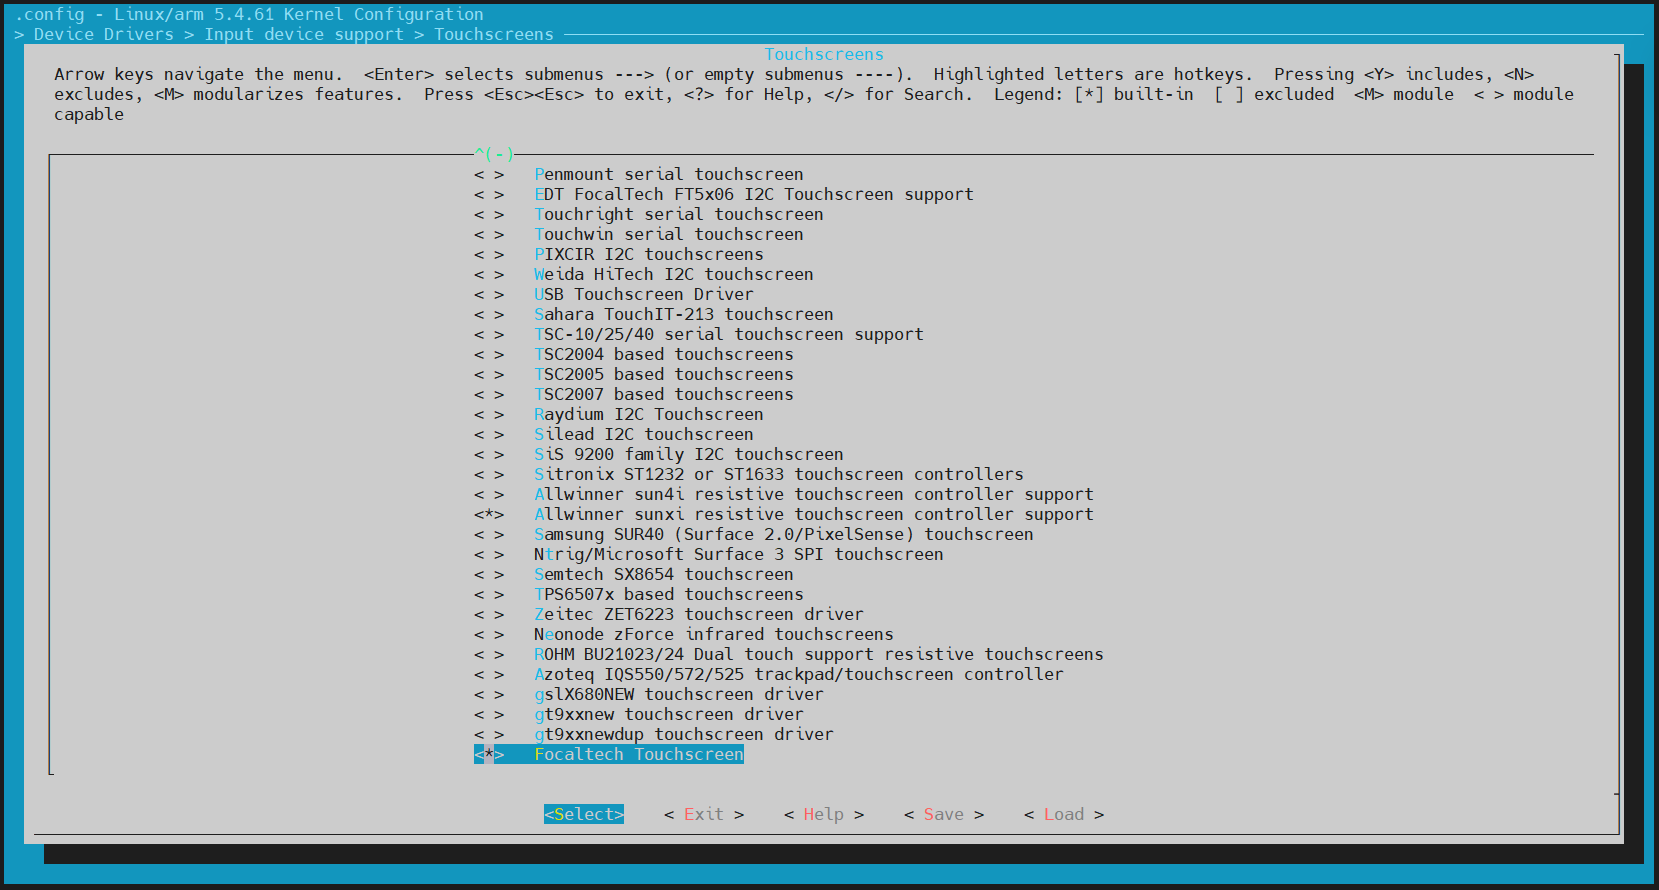 .config - Linux/arm 5.4.61 Kernel Configuration
> Device Drivers > Input device support > Touchscreens
Touchscreens
Arrow keys navigate the menu.  <Enter> selects submenus ---> (or empty submenus ----).  Highlighted letters are hotkeys.  Pressing <Y> includes, <N>
excludes, <M> modularizes features.  Press <Esc><Esc> to exit, <?> for Help, </> for Search.  Legend: [*] built-in  [ ] excluded  <M> module  < > module
capable
^(-)
< >   Penmount serial touchscreen
< >   EDT FocalTech FT5x06 I2C Touchscreen support
< >   Touchright serial touchscreen
< >   Touchwin serial touchscreen
< >   PIXCIR I2C touchscreens
< >   Weida HiTech I2C touchscreen
< >   USB Touchscreen Driver
< >   Sahara TouchIT-213 touchscreen
< >   TSC-10/25/40 serial touchscreen support
< >   TSC2004 based touchscreens
< >   TSC2005 based touchscreens
< >   TSC2007 based touchscreens
< >   Raydium I2C Touchscreen
< >   Silead I2C touchscreen
< >   SiS 9200 family I2C touchscreen
< >   Sitronix ST1232 or ST1633 touchscreen controllers
< >   Allwinner sun4i resistive touchscreen controller support
<*>   Allwinner sunxi resistive touchscreen controller support
< >   Samsung SUR40 (Surface 2.0/PixelSense) touchscreen
< >   Ntrig/Microsoft Surface 3 SPI touchscreen
< >   Semtech SX8654 touchscreen
< >   TPS6507x based touchscreens
< >   Zeitec ZET6223 touchscreen driver
< >   Neonode zForce infrared touchscreens
< >   ROHM BU21023/24 Dual touch support resistive touchscreens
< >   Azoteq IQS550/572/525 trackpad/touchscreen controller
< >   gslX680NEW touchscreen driver
< >   gt9xxnew touchscreen driver
< >   gt9xxnewdup touchscreen driver
<*>   Focaltech Touchscreen
<Select>    < Exit >    < Help >    < Save >    < Load >